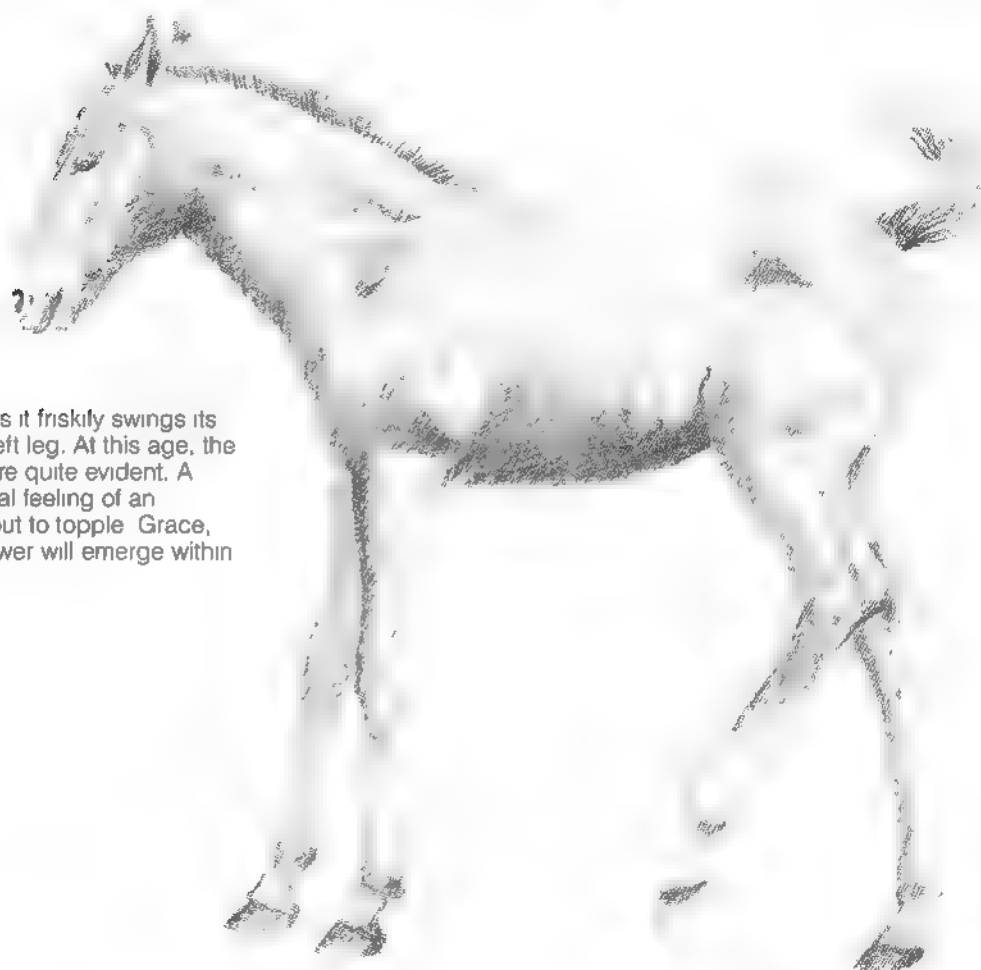 s it friskily swings its
eft leg. At this age, the
re quite evident. A
al feeling of an
out to topple Grace,
wer will emerge within